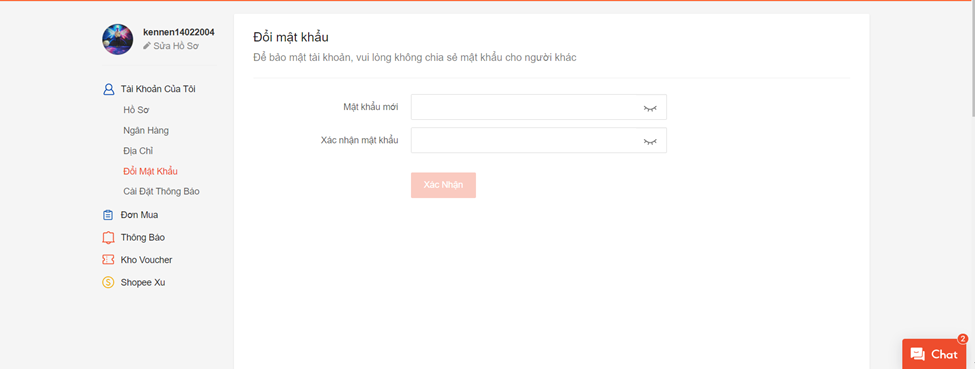 kennen14022004
Sửa Hồ Sơ
Tài Khoản Của Tôi
Hồ Sơ
Ngân Hàng
Địa Chỉ
Đổi Mật Khẩu
Cài Đặt Thông Báo
Đơn Mua
Thông Báo
Kho Voucher
Shopee Xu
Đổi mật khẩu
Để bảo mật tài khoản, vui lòng không chia sẻ mật khẩu cho người khác
Mật khẩu mới
Xác nhận mật khẩu
Xác Nhận
2
Chat